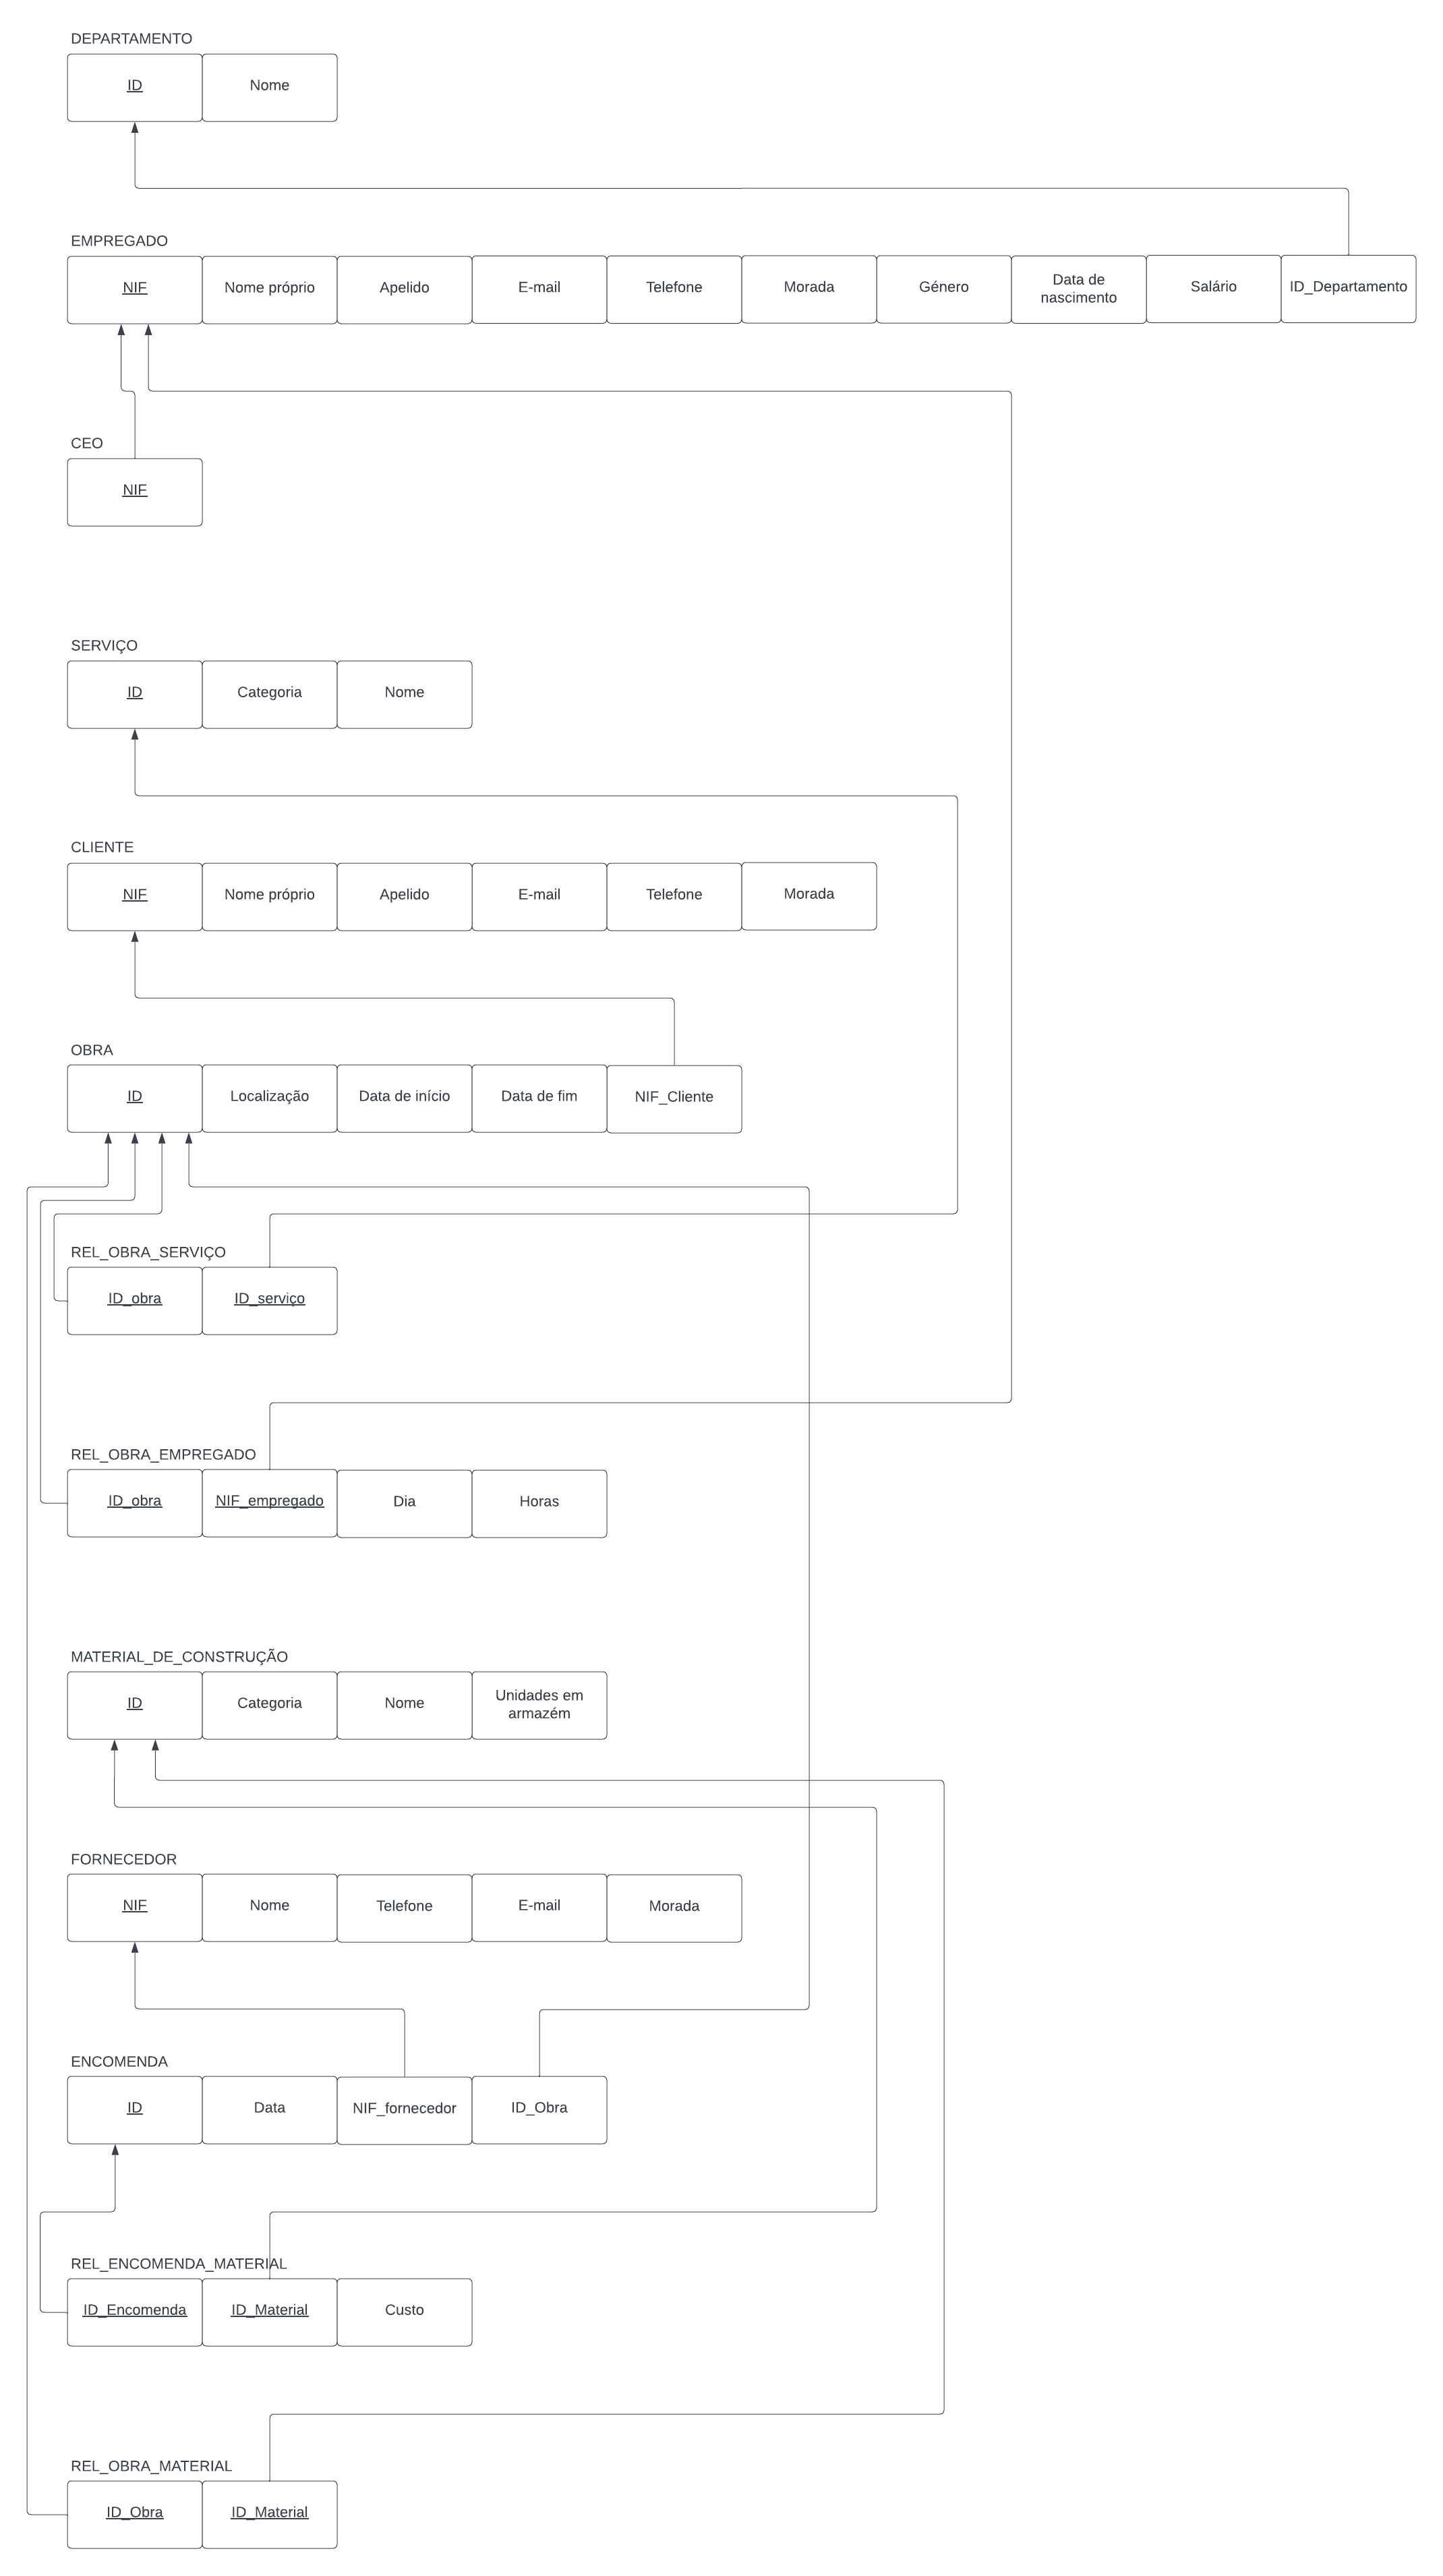 DEPARTAMENTO
ID Nome
EMPREGADO
NIF Nome próprio Apelido E-mail Telefone Morada Género Data de nascimento Salário ID_Departamento
CEO
NIF
SERVIÇO
ID Categoria Nome
CLIENTE
NIF Nome próprio Apelido E-mail Telefone Morada
OBRA
ID Localização Data de início Data de fim NIF_Cliente
REL_OBRA_SERVIÇO
ID_obra ID_serviço
REL_OBRA_EMPREGADO
ID_obra NIF_empregado Dia Horas
MATERIAL_DE_CONSTRUÇÃO
ID Categoria Nome Unidades em armazém
FORNECEDOR
NIF Nome Telefone E-mail Morada
ENCOMENDA
ID Data NIF_fornecedor ID_Obra
REL_ENCOMENDA_MATERIAL
ID_Encomenda ID_Material Custo
REL_OBRA_MATERIAL
ID_Obra ID_Material